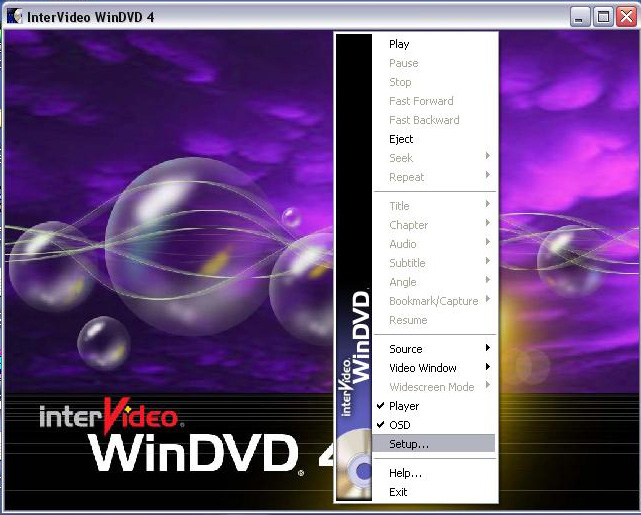 InterVideo WinDVD 4
Play
Pause
Stop
Fast Forward
Fast Backward
Eject
Seek
Repeat
Title
Chapter
Audio
Subtitle
Angle
Bookmark/Capture
Resume
Source
Video Window
Widescreen Mode
Player
OSD
Setup...
Help...
Exit
interVideo. WinDVD.
interVideo®
WinDVD® 4